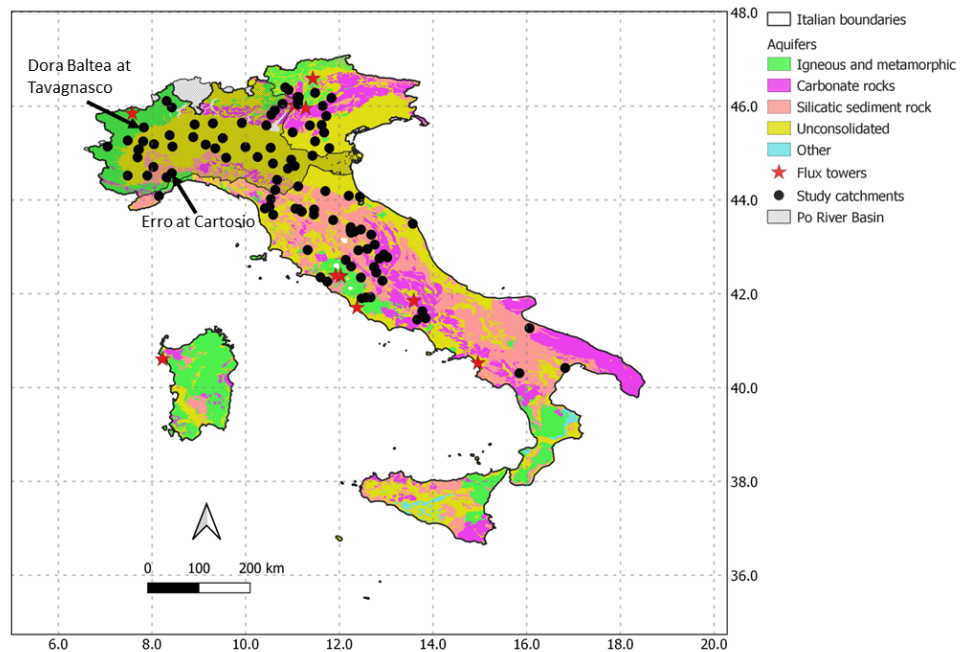 48.0
Italian boundaries
Aquifers
Igneous and metamorphic
Carbonate rocks
Silicatic sediment rock
Unconsolidated
Other
Flux towers
Study catchments
Po River Basin
Dora Baltea at
Tavagnasco
46.0
44.0
Erro at Cartosio
42.0
40.0
38.0
0 100 200 km
36.0
6.0 8.0 10.0 12.0 14.0 16.0 18.0 20.0